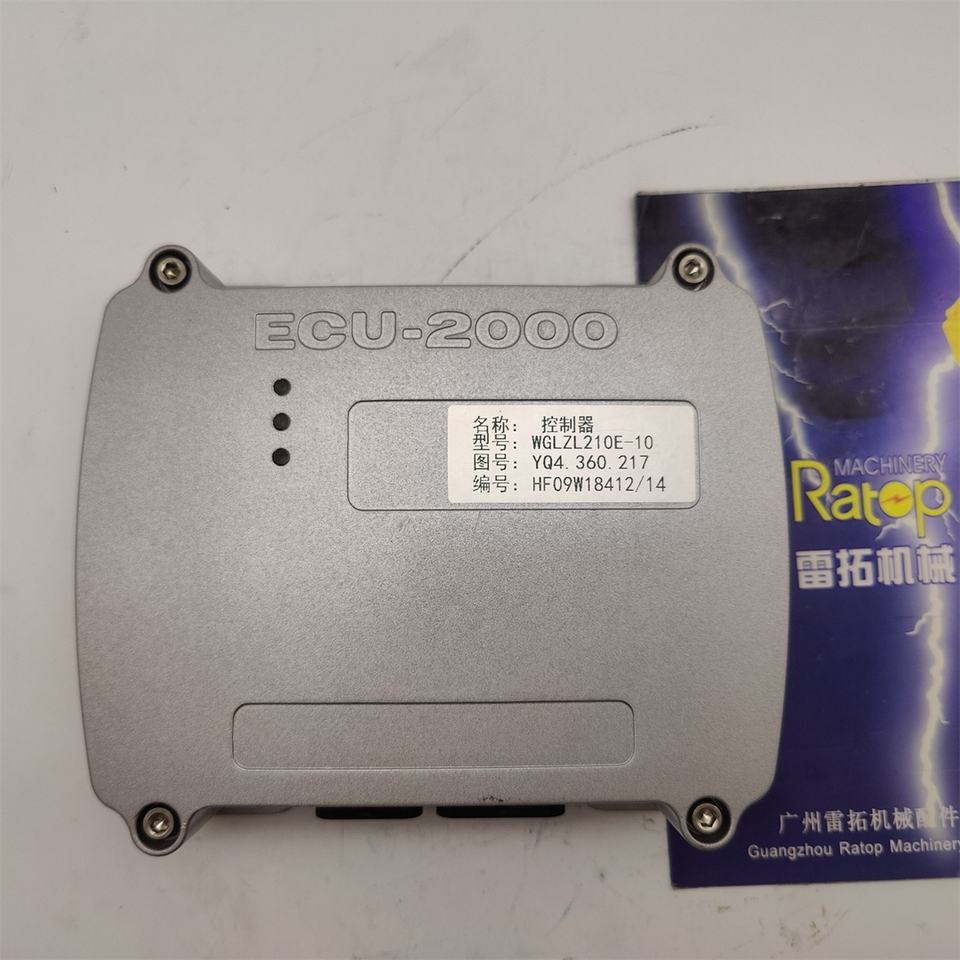 ECU-2000
名称: 控制器
型号: WGLZL210E-10
图号: YQ4.360.217
编号: HF09W18412/14
MACHINERY
Ratop
雷拓机械
广州雷拓机械配件
Guangzhou Ratop Machinery